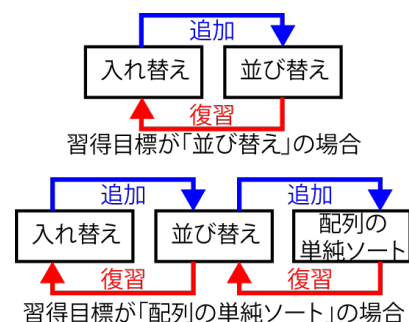 追加
入れ替え 並び替え
復習
習得目標が「並び替え」の場合
追加 追加
入れ替え 並び替え 配列の
単純ソート
復習 復習
習得目標が「配列の単純ソート」の場合